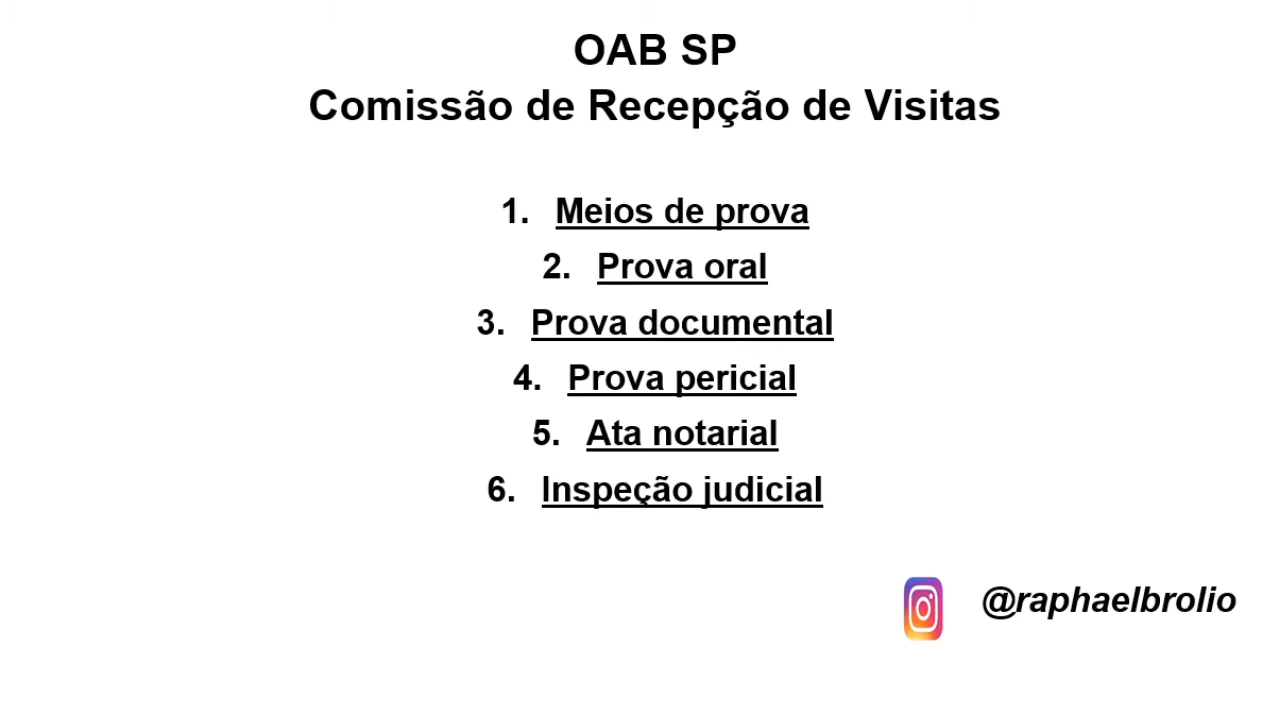 OAB SP
Comissão de Recepção de Visitas
1. Meios de prova
2. Prova oral
3. Prova documental
4. Prova pericial
5. Ata notarial
6. Inspeção judicial
@raphaelbrolio